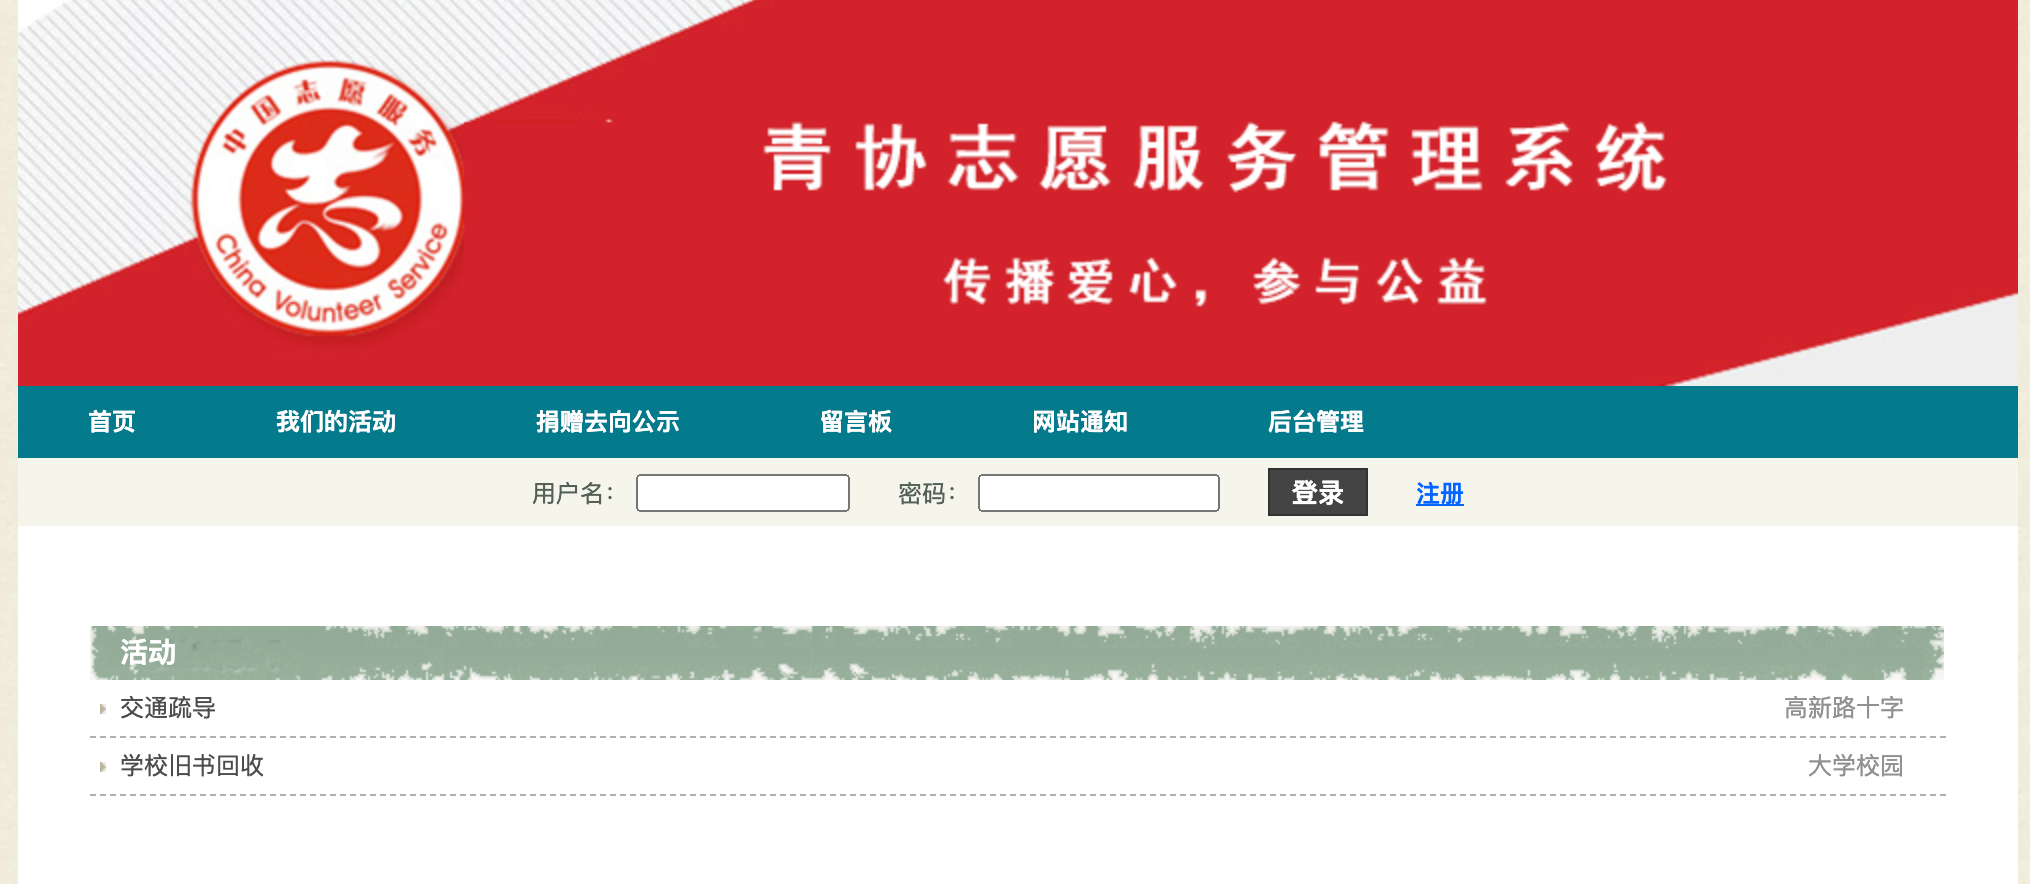 中国志愿服务
China Volunteer Service
青协志愿服务管理系统
传播爱心，参与公益
首页 我们的活动 捐赠去向公示 留言板 网站通知 后台管理
用户名： 密码： 登录 注册
活动
交通疏导 高新路十字
学校旧书回收 大学校园